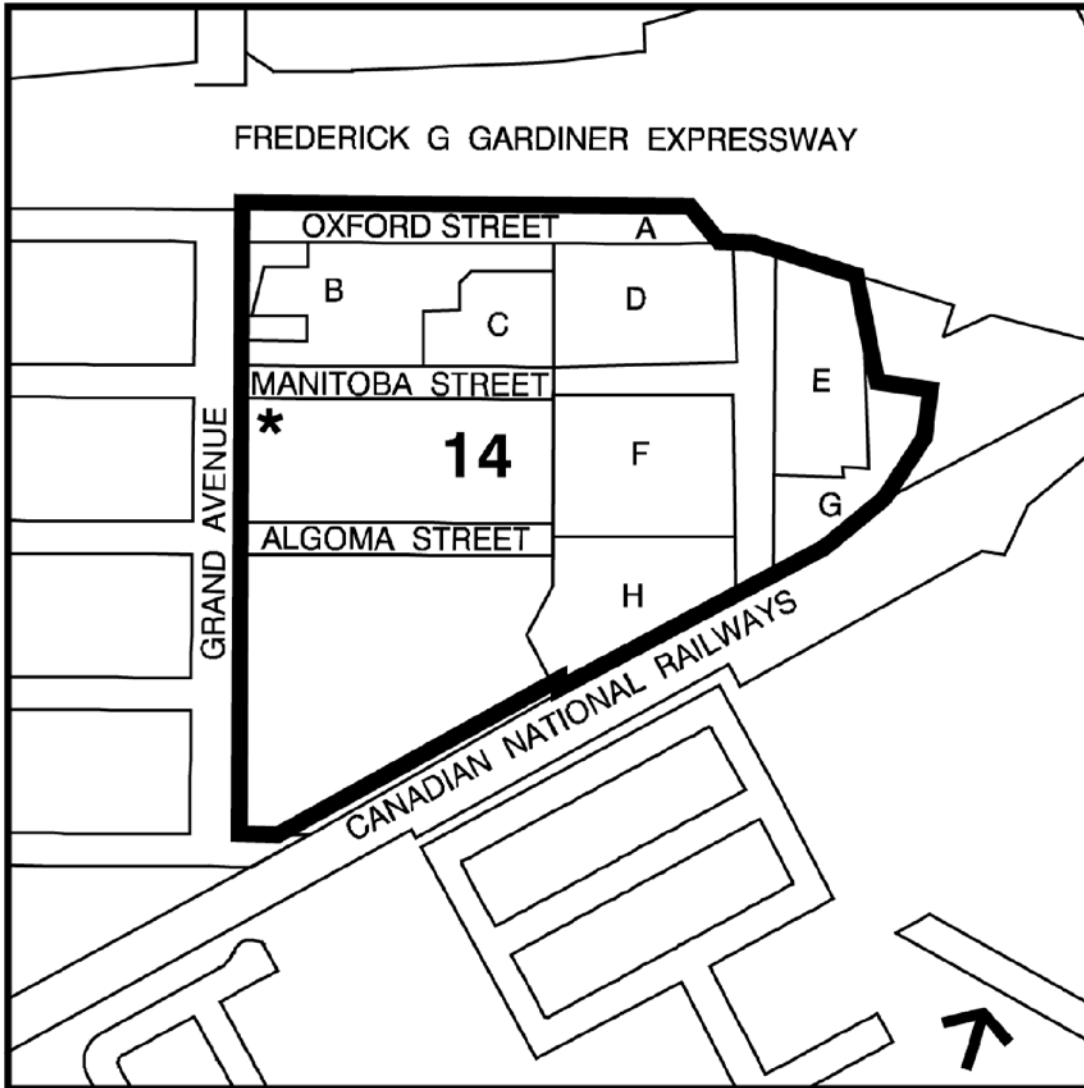 FREDERICK G GARDINER EXPRESSWAY
OXFORD STREET A
B
D
C
E
MANITOBA STREET
*
14
F
GRAND AVENUE
G
ALGOMA STREET
H
CANADIAN NATIONAL RAILWAYS